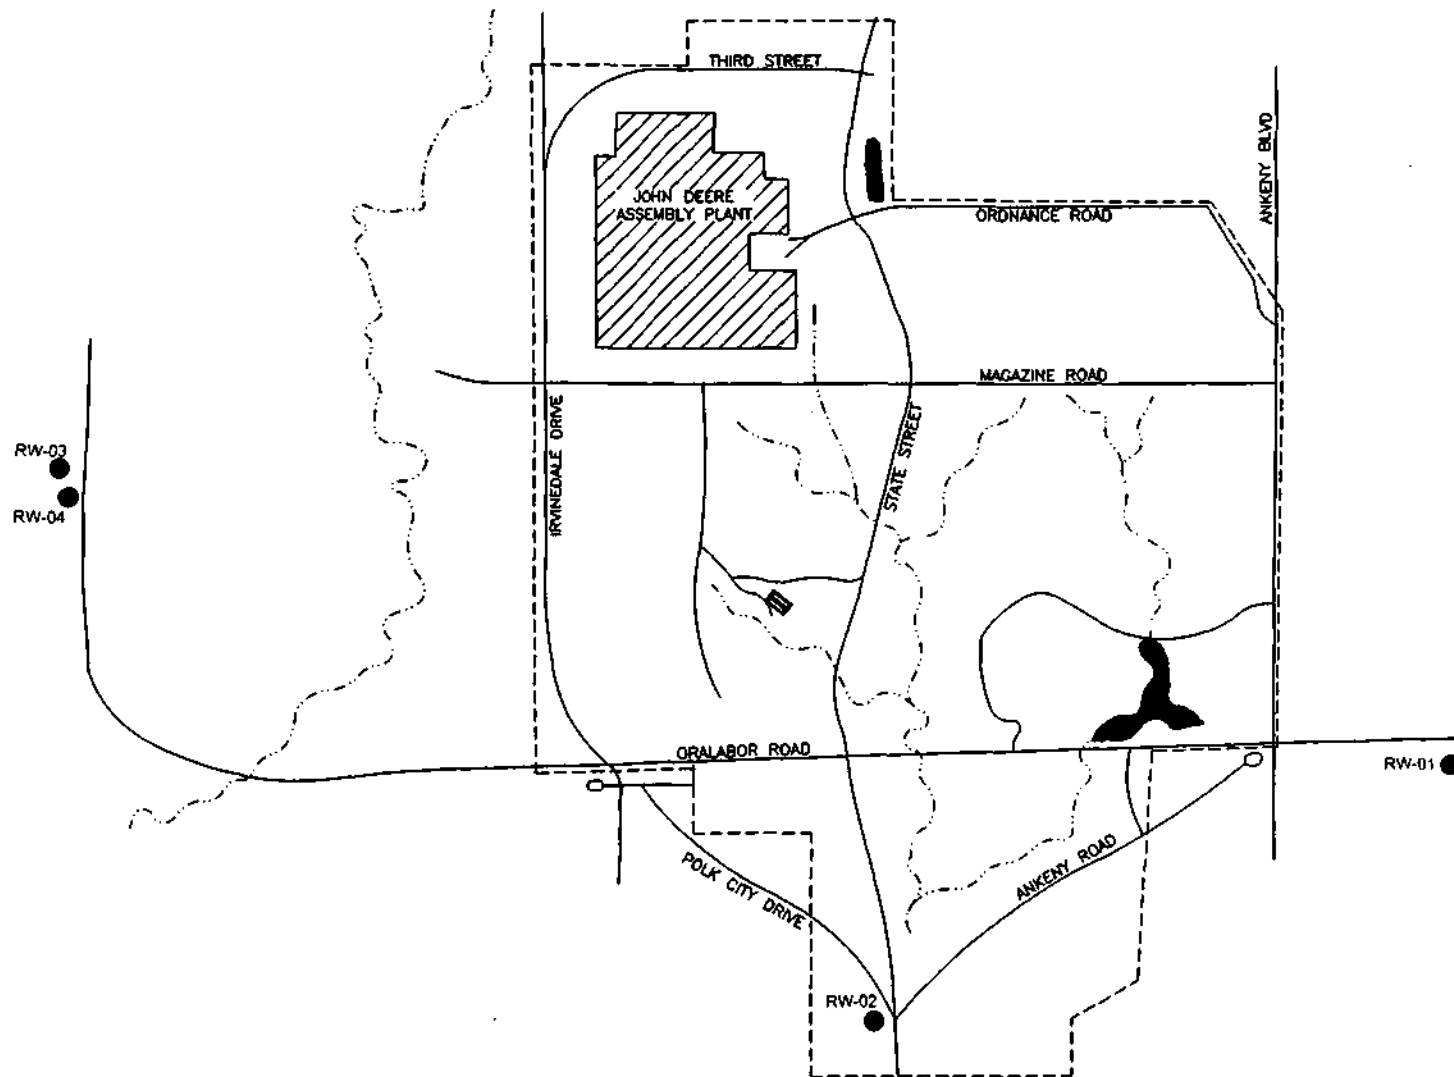 THIRD STREET
ANKENY BLVD
JOHN DEERE
ASSEMBLY PLANT
ORDNANCE ROAD
MAGAZINE ROAD
IRVINEDALE DRIVE
STATE STREET
RW-03
RW-04
ORALABOR ROAD
RW-01
POLK CITY DRIVE
ANKENY ROAD
RW-02